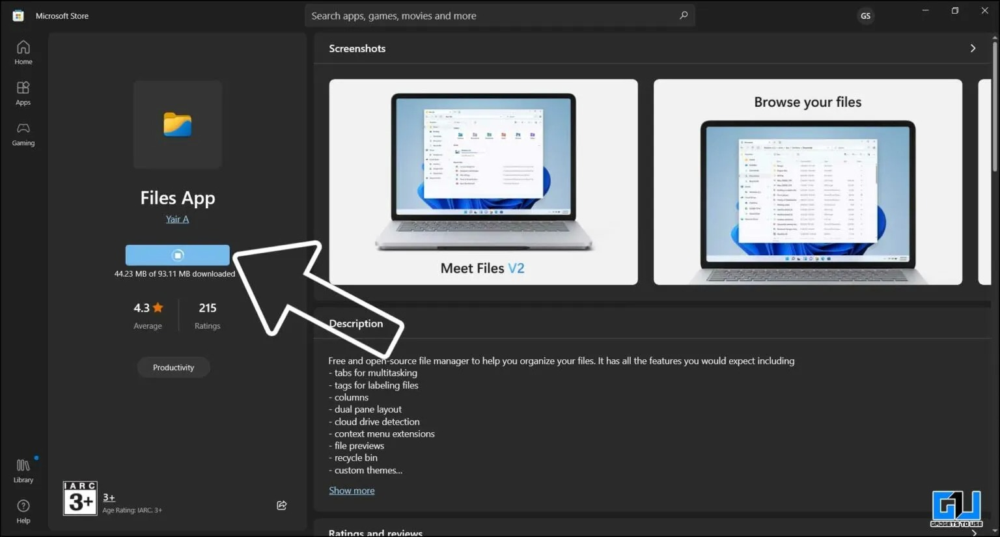 Microsoft Store
Search apps, games, movies and more
GS
Home
Apps
Gaming
Library
Help
Files App
Yair A
44.23 MB of 93.11 MB downloaded
4.3
Average
215
Ratings
Productivity
IARC
3+
3+
Age Rating: IARC. 3+
Screenshots
Meet Files V2
Browse your files
Description
Free and open-source file manager to help you organize your files. It has all the features you would expect including
- tabs for multitasking
- tags for labeling files
- columns
- dual pane layout
- cloud drive detection
- context menu extensions
- file previews
- recycle bin
- custom themes...
Show more
Ratings and reviews
GADGETS TO USE